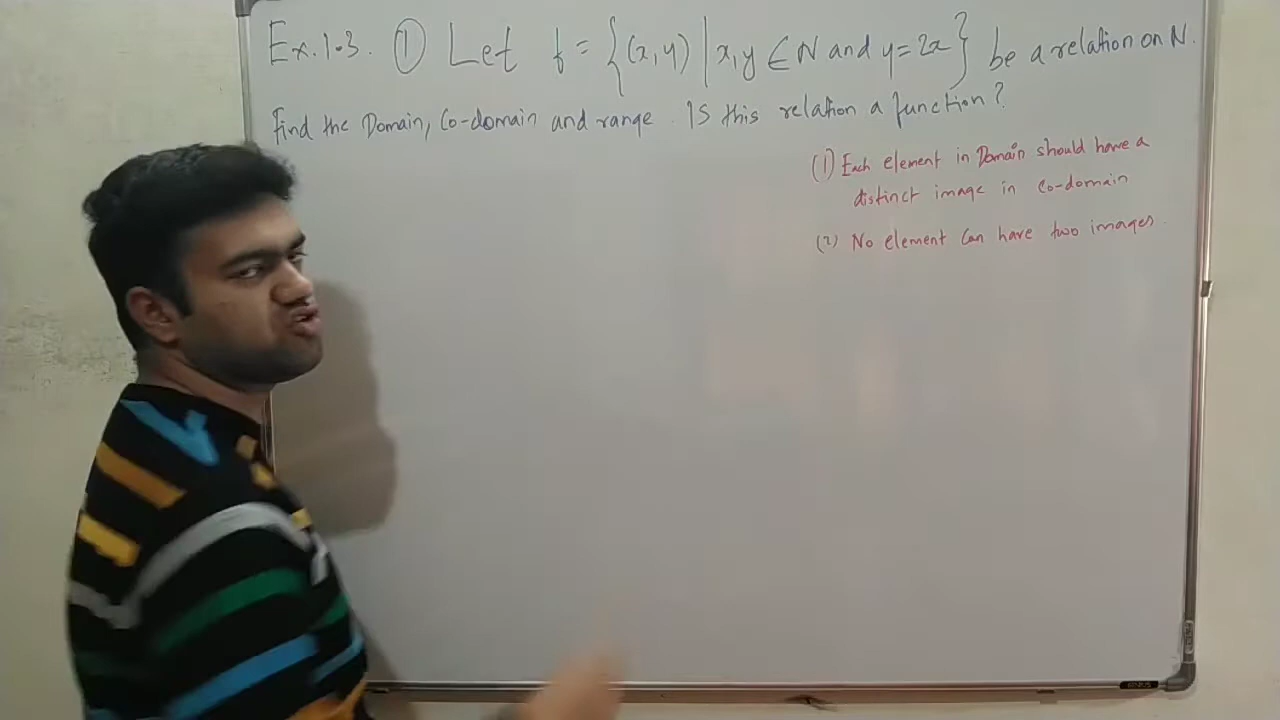 Ex.1.3. ① Let f = {(x,y) | x,y ∈ N and y = 2x} be a relation on N.
Find the Domain, Co-domain and range. Is this relation a function?
(1) Each element in Domain should have a
distinct image in Co-domain
(2) No element Can have two images.